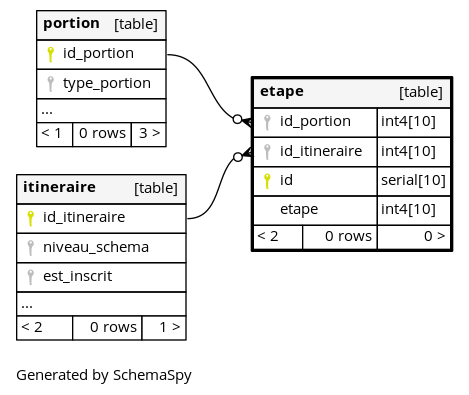 portion [table]
id_portion
type_portion
...
< 1 0 rows 3 >
etape [table]
id_portion int4[10]
id_itineraire int4[10]
id serial[10]
etape int4[10]
< 2 0 rows 0 >
itineraire [table]
id_itineraire
niveau_schema
est_inscrit
...
< 2 0 rows 1 >
Generated by SchemaSpy